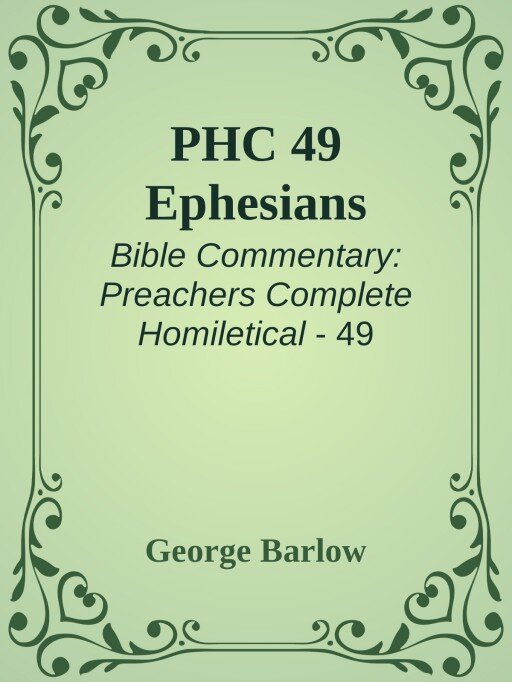 PHC 49
Ephesians
Bible Commentary:
Preachers Complete
Homiletical - 49
George Barlow